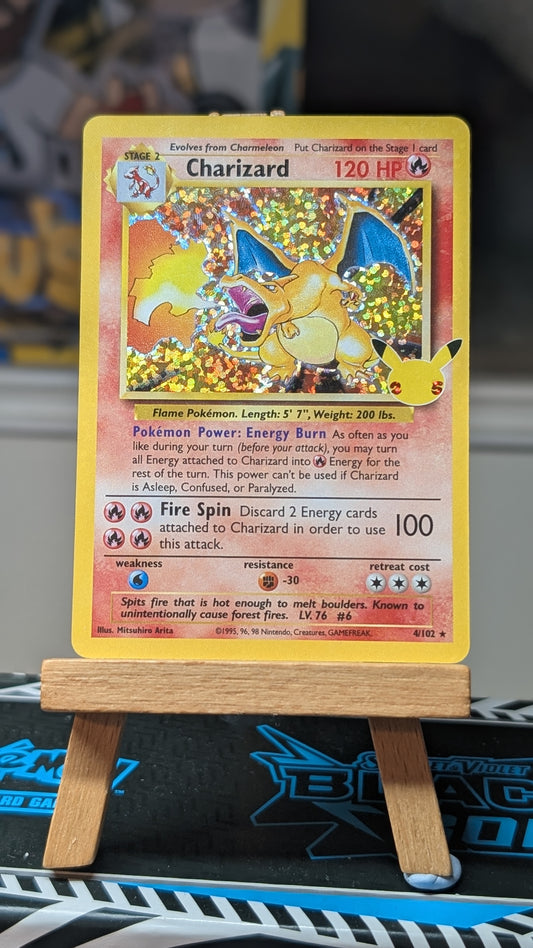 Evolves from Charmeleon Put Charizard on the Stage 1 card
STAGE 2
Charizard 120 HP
Flame Pokémon. Length: 5' 7", Weight: 200 lbs.
Pokémon Power: Energy Burn As often as you
like during your turn (before your attack), you may turn
all Energy attached to Charizard into Energy for the
rest of the turn. This power can't be used if Charizard
is Asleep, Confused, or Paralyzed.
Fire Spin Discard 2 Energy cards
attached to Charizard in order to use 100
this attack.
weakness resistance retreat cost
-30
Spits fire that is hot enough to melt boulders. Known to
unintentionally cause forest fires. LV. 76 #6
Illus. Mitsuhiro Arita ©1995, 96, 98 Nintendo, Creatures, GAMEFREAK. 4/102 ★